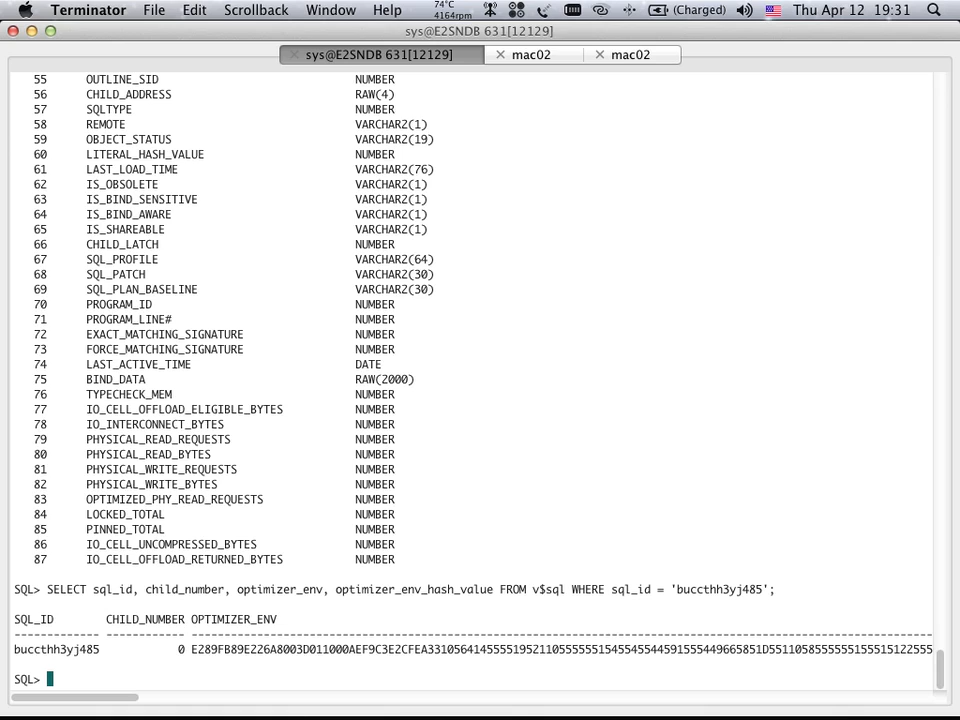 Terminator File Edit Scrollback Window Help 74°C 4164rpm (Charged) Thu Apr 12 19:31
sys@E2SNDB 631[12129]
sys@E2SNDB 631[12129] mac02 mac02
55 OUTLINE_SID NUMBER
56 CHILD_ADDRESS RAW(4)
57 SQLTYPE NUMBER
58 REMOTE VARCHAR2(1)
59 OBJECT_STATUS VARCHAR2(19)
60 LITERAL_HASH_VALUE NUMBER
61 LAST_LOAD_TIME VARCHAR2(76)
62 IS_OBSOLETE VARCHAR2(1)
63 IS_BIND_SENSITIVE VARCHAR2(1)
64 IS_BIND_AWARE VARCHAR2(1)
65 IS_SHAREABLE VARCHAR2(1)
66 CHILD_LATCH NUMBER
67 SQL_PROFILE VARCHAR2(64)
68 SQL_PATCH VARCHAR2(30)
69 SQL_PLAN_BASELINE VARCHAR2(30)
70 PROGRAM_ID NUMBER
71 PROGRAM_LINE# NUMBER
72 EXACT_MATCHING_SIGNATURE NUMBER
73 FORCE_MATCHING_SIGNATURE NUMBER
74 LAST_ACTIVE_TIME DATE
75 BIND_DATA RAW(2000)
76 TYPECHECK_MEM NUMBER
77 IO_CELL_OFFLOAD_ELIGIBLE_BYTES NUMBER
78 IO_INTERCONNECT_BYTES NUMBER
79 PHYSICAL_READ_REQUESTS NUMBER
80 PHYSICAL_READ_BYTES NUMBER
81 PHYSICAL_WRITE_REQUESTS NUMBER
82 PHYSICAL_WRITE_BYTES NUMBER
83 OPTIMIZED_PHY_READ_REQUESTS NUMBER
84 LOCKED_TOTAL NUMBER
85 PINNED_TOTAL NUMBER
86 IO_CELL_UNCOMPRESSED_BYTES NUMBER
87 IO_CELL_OFFLOAD_RETURNED_BYTES NUMBER
SQL> SELECT sql_id, child_number, optimizer_env, optimizer_env_hash_value FROM v$sql WHERE sql_id = 'buccthh3yj485';
SQL_ID CHILD_NUMBER OPTIMIZER_ENV
buccthh3yj485 0
SQL>